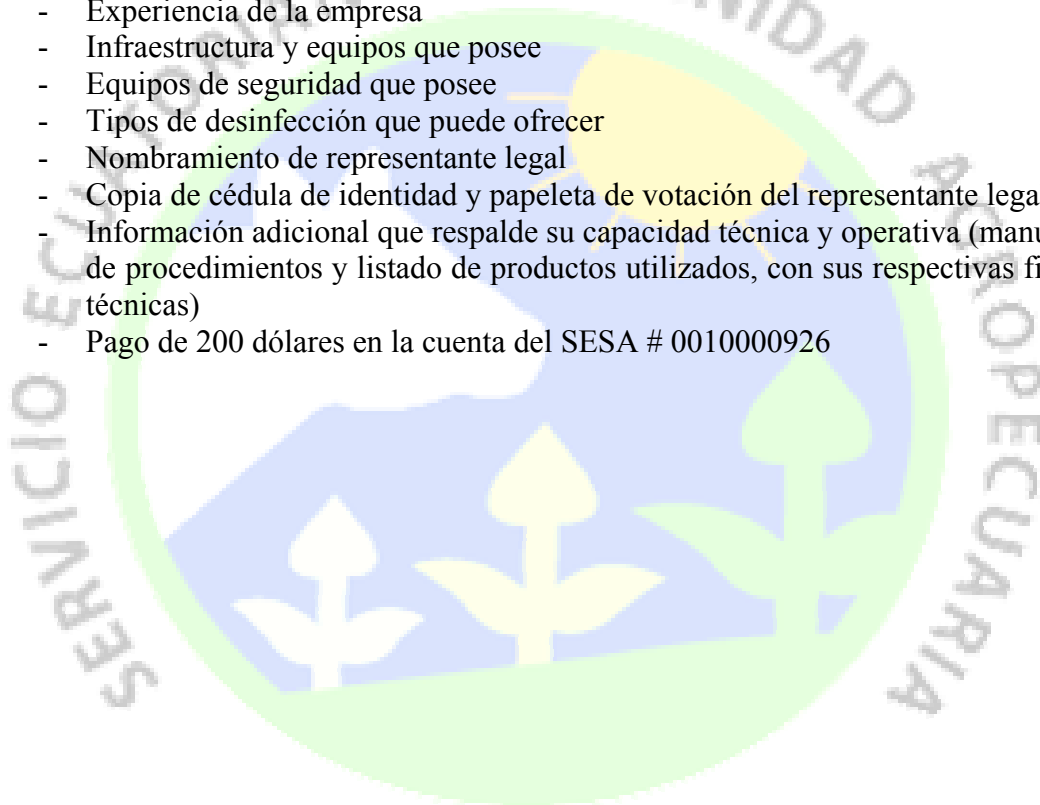 - Experiencia de la empresa
- Infraestructura y equipos que posee
- Equipos de seguridad que posee
- Tipos de desinfección que puede ofrecer
- Nombramiento de representante legal
- Copia de cédula de identidad y papeleta de votación del representante lega
- Información adicional que respalde su capacidad técnica y operativa (manu
de procedimientos y listado de productos utilizados, con sus respectivas fi
técnicas)
- Pago de 200 dólares en la cuenta del SESA # 0010000926
SERVICIO ECUATORIANO
AGROPECUARIA